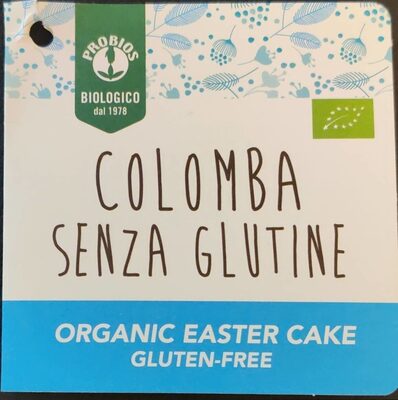 PROBIOS
BIOLOGICO
dal 1978
COLOMBA
SENZA GLUTINE
ORGANIC EASTER CAKE
GLUTEN-FREE